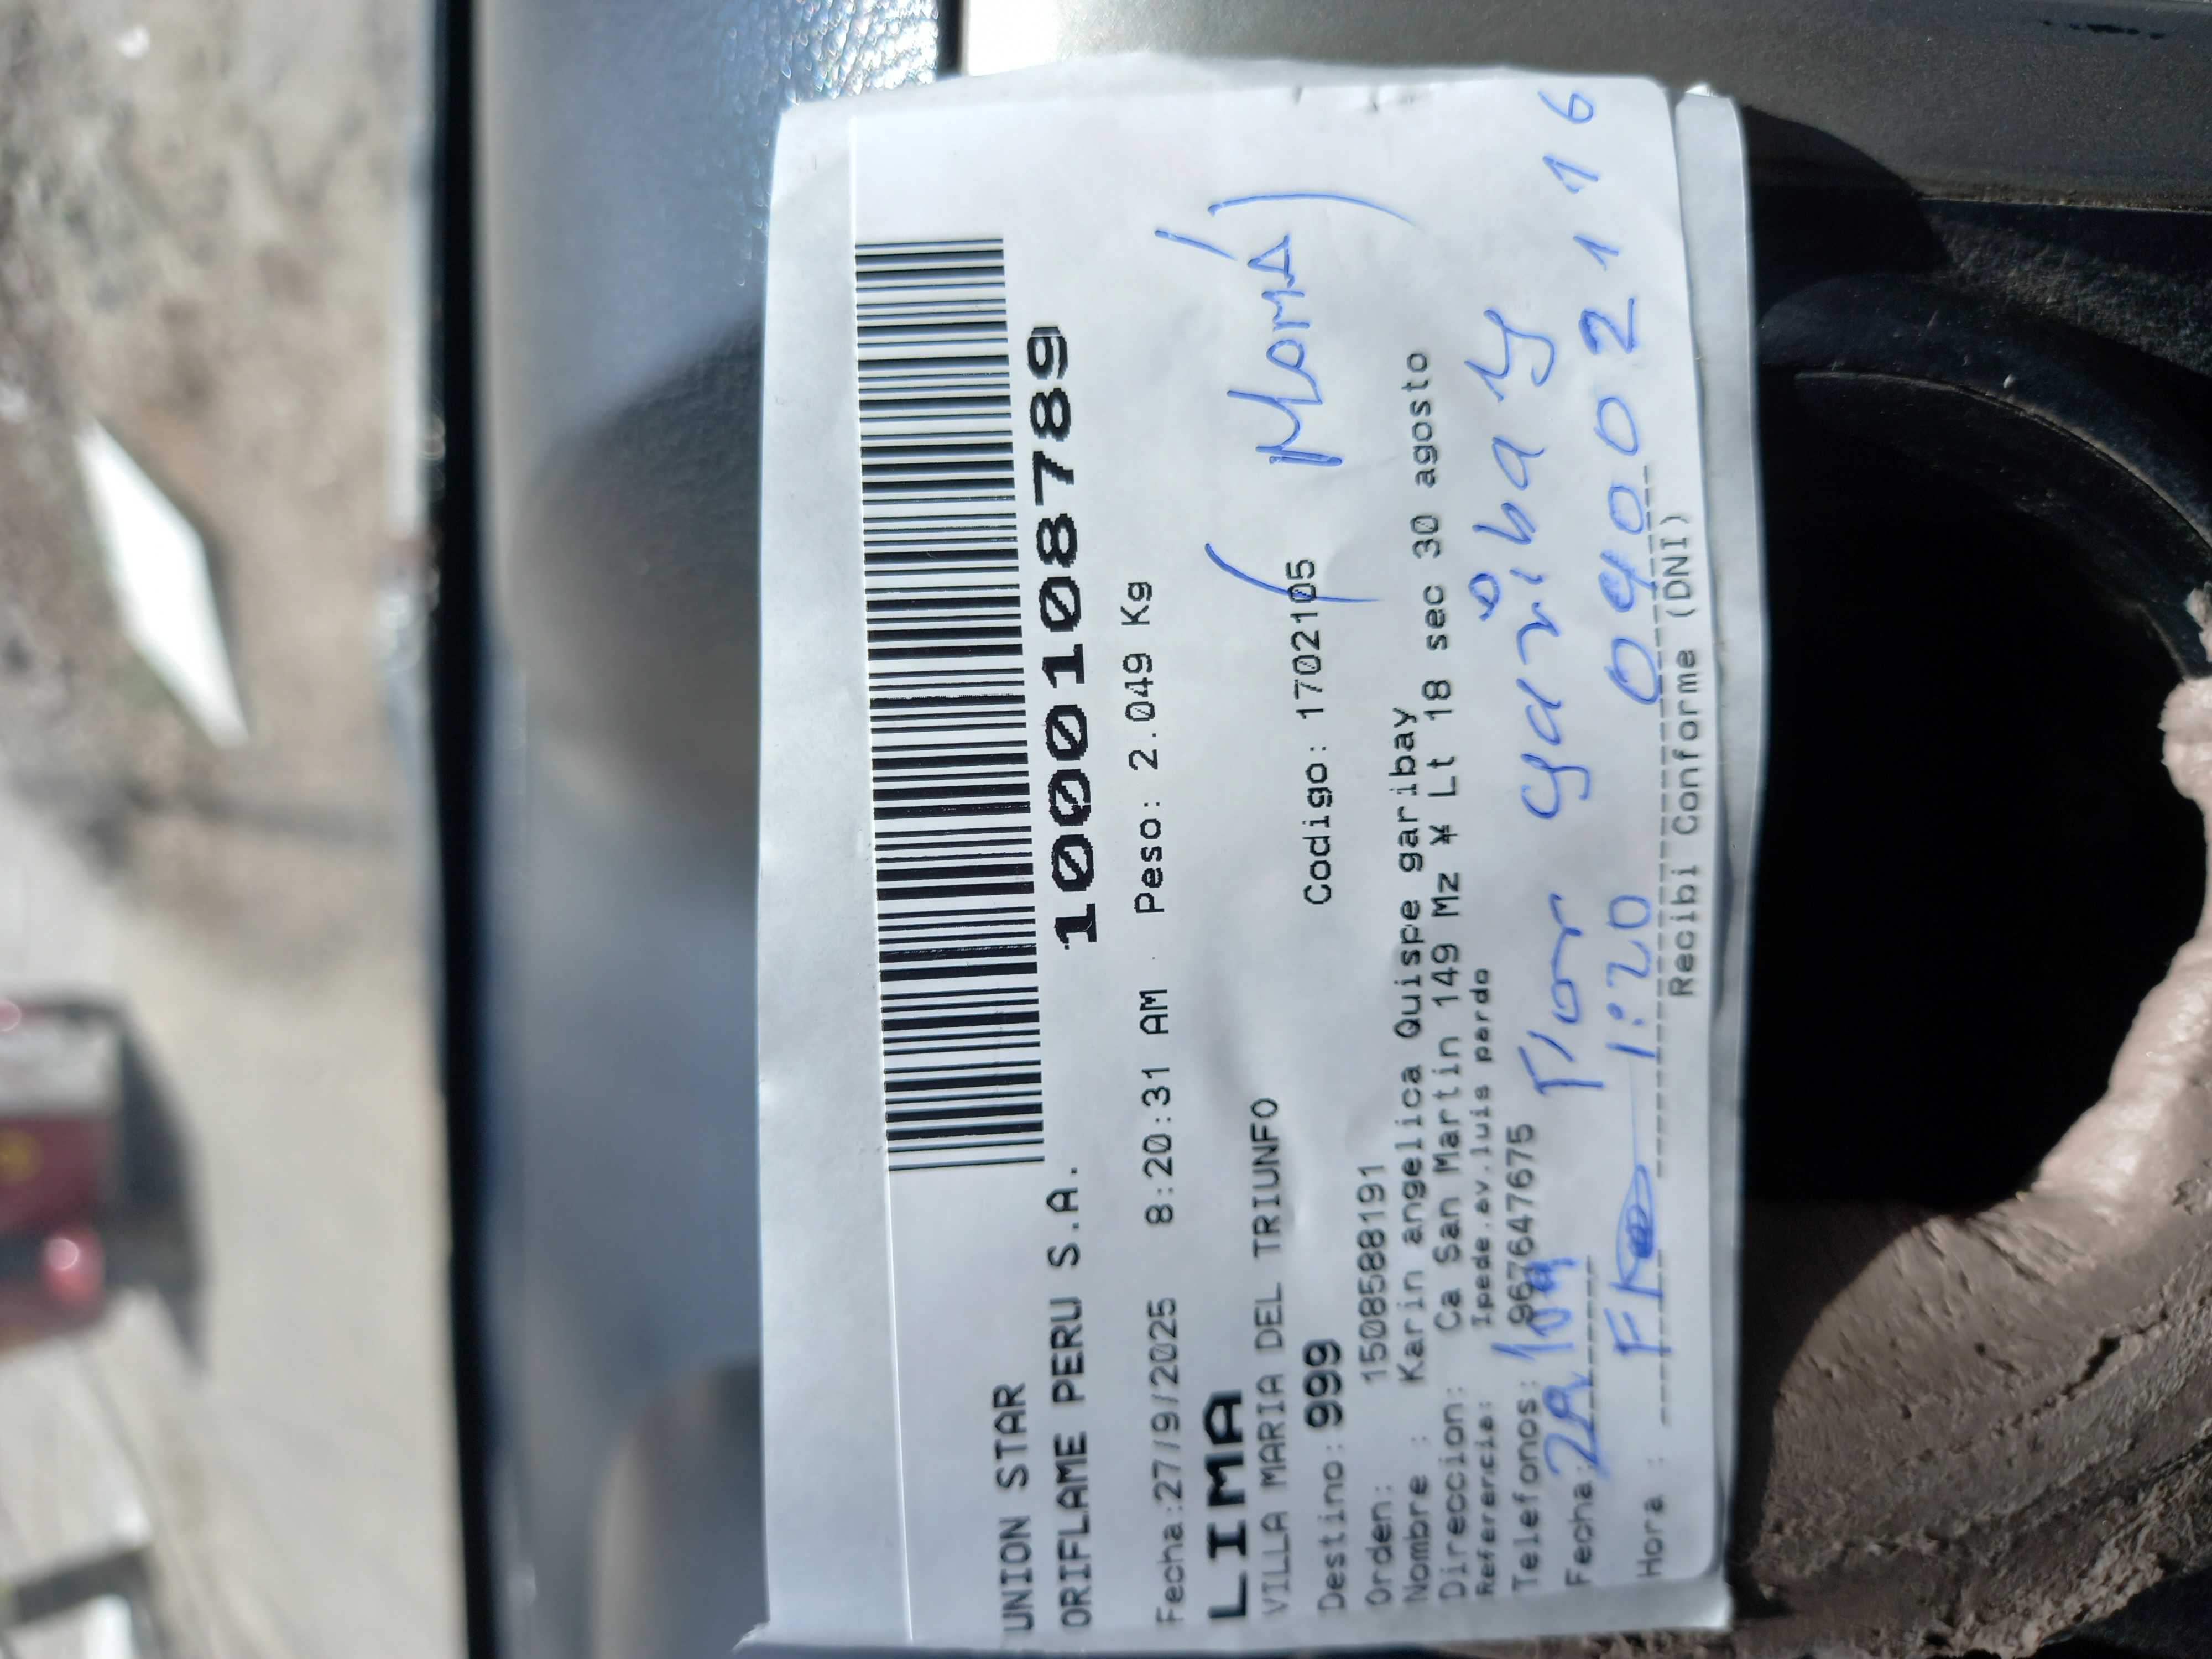 UNION STAR
ORIFLAME PERU S.A.
10001087​89
Fecha:27/9/2025 8:20:31 AM Peso: 2.049 Kg
LIMA
VILLA MARIA DEL TRIUNFO
(MamÁ)
Destino: 999 Codigo: 1702105
Orden: 1508588191
Nombre : Karin angelica Quispe garibay
Direccion: Ca San Martin 149 Mz ¥ Lt 18 sec 30 agosto
Referencia: Ipede.av.luis pardo
Telefonos: 967647675
Flor Garibay
Fecha: 29
Hora : 1:20 09002116
Recibi Conforme (DNI)